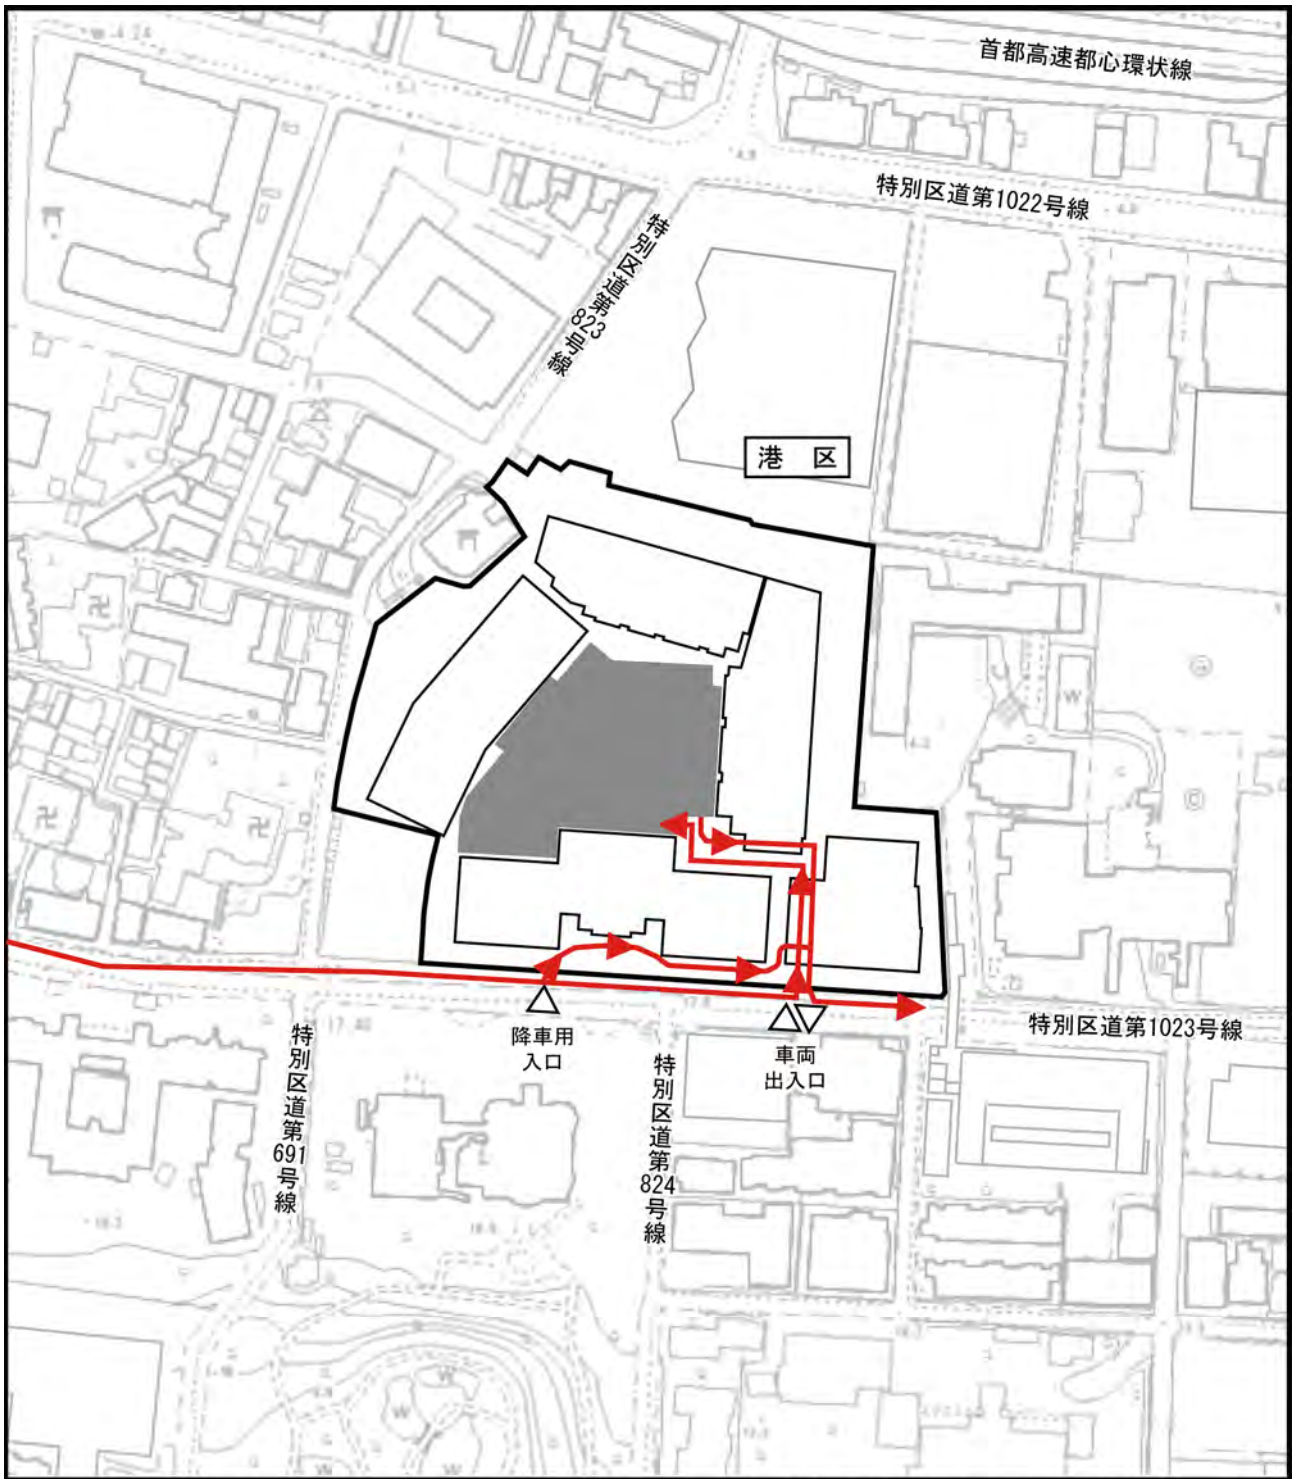 首都高速都心環状線
特別区道第1022号線
特別区道第823号線
港　区
特別区道第1023号線
降車用
入口
車両
出入口
特別区道第691号線
特別区道第824号線
17.40
W
W
W